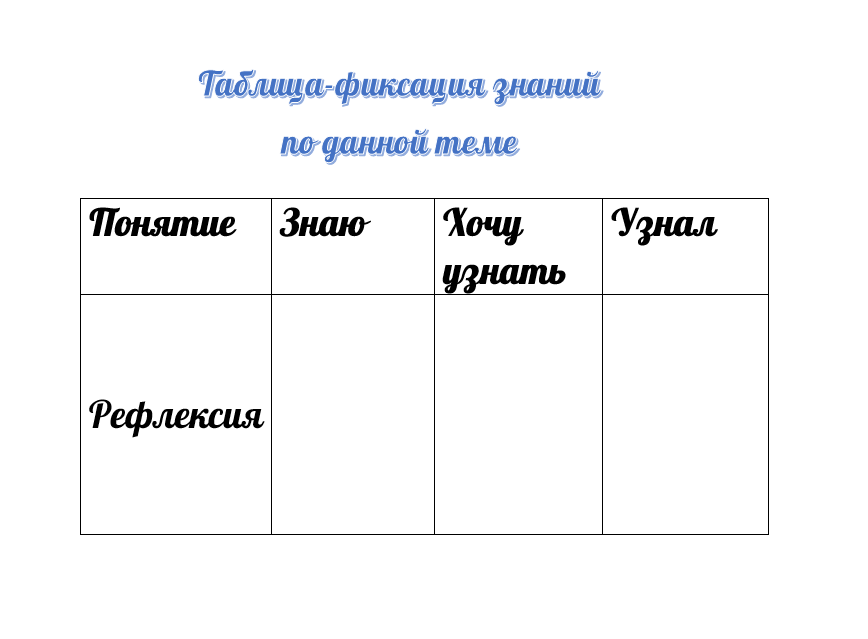 Таблица-фиксация знаний
по данной теме
Понятие Знаю Хочу узнать Узнал
Рефлексия